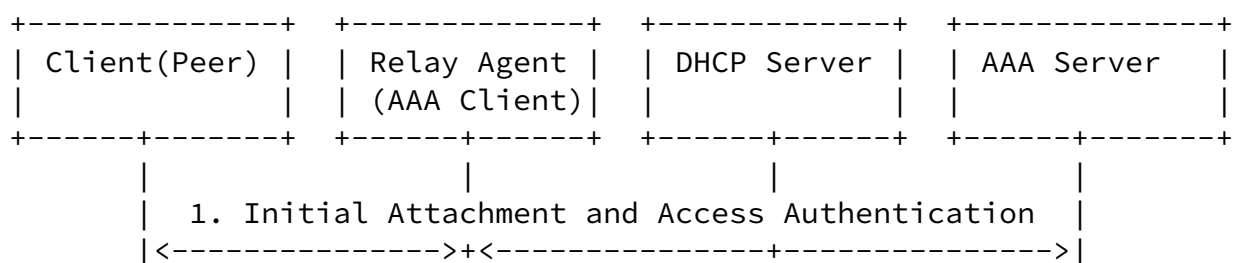 +--------------+  +-------------+  +-------------+  +--------------+
| Client(Peer) |  | Relay Agent |  | DHCP Server |  | AAA Server   |
|              |  | (AAA Client)|  |             |  |              |
+------+-------+  +------+------+  +------+------+  +------+-------+
       |                 |                |                |
       |  1. Initial Attachment and Access Authentication  |
       |<--------------->+<---------------+--------------->|